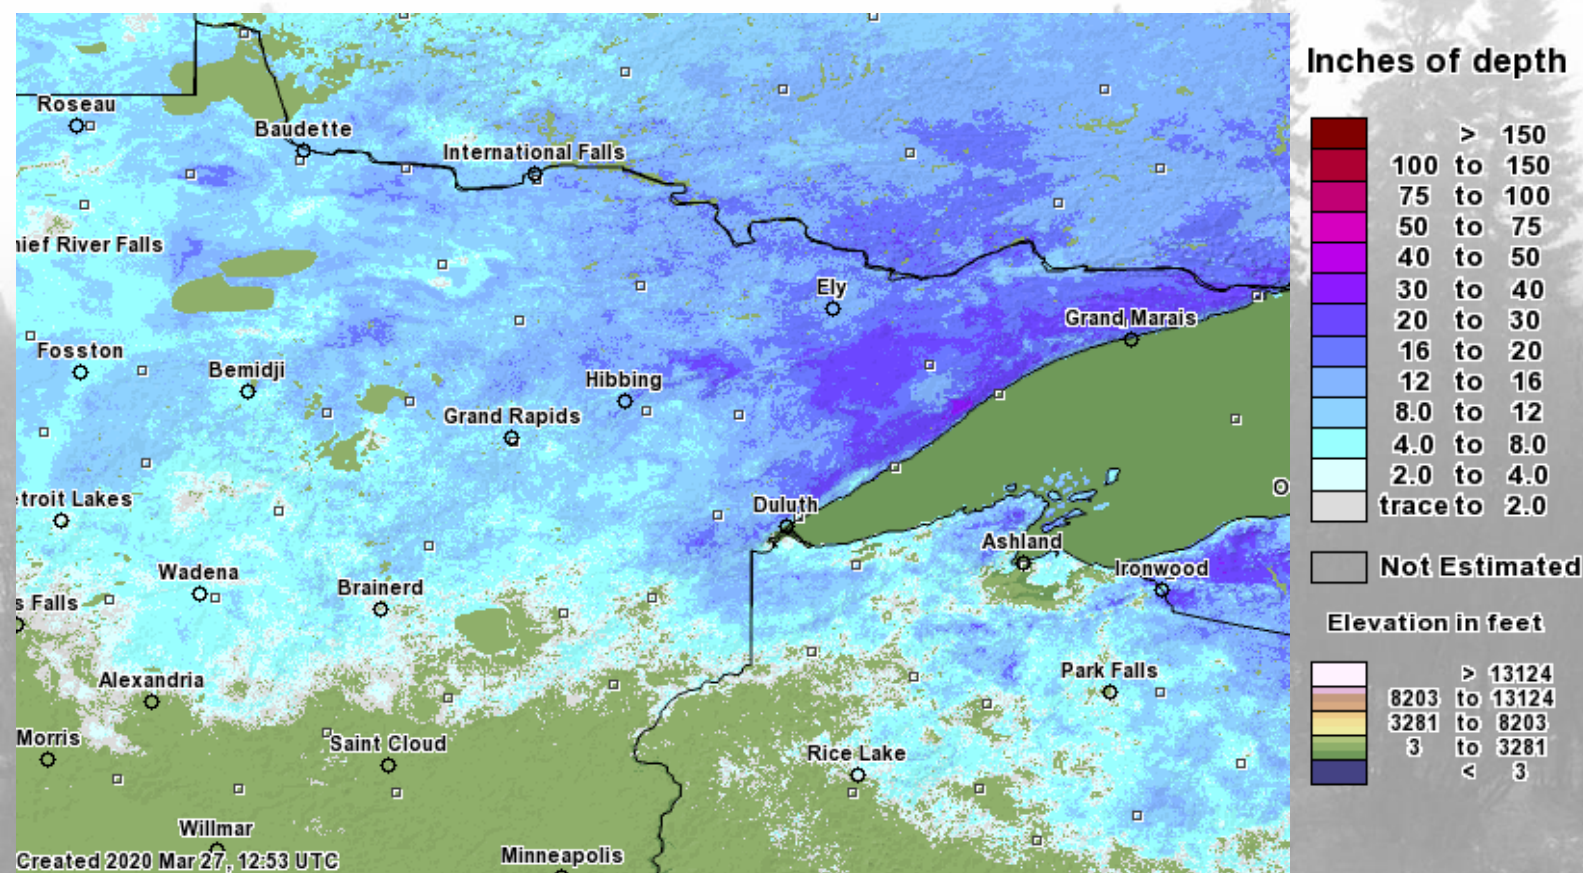 Roseau
Baudette
International Falls
hief River Falls
Ely
Grand Marais
Fosston
Bemidji
Hibbing
Grand Rapids
etroit Lakes
Duluth
O
Ashland
Ironwood
Wadena
Brainerd
s Falls
Park Falls
Alexandria
Morris
Saint Cloud
Rice Lake
Willmar
Minneapolis
Created 2020 Mar 27, 12:53 UTC
Inches of depth
> 150
100 to 150
75 to 100
50 to 75
40 to 50
30 to 40
20 to 30
16 to 20
12 to 16
8.0 to 12
4.0 to 8.0
2.0 to 4.0
trace to 2.0
Not Estimated
Elevation in feet
> 13124
8203 to 13124
3281 to 8203
3 to 3281
< 3